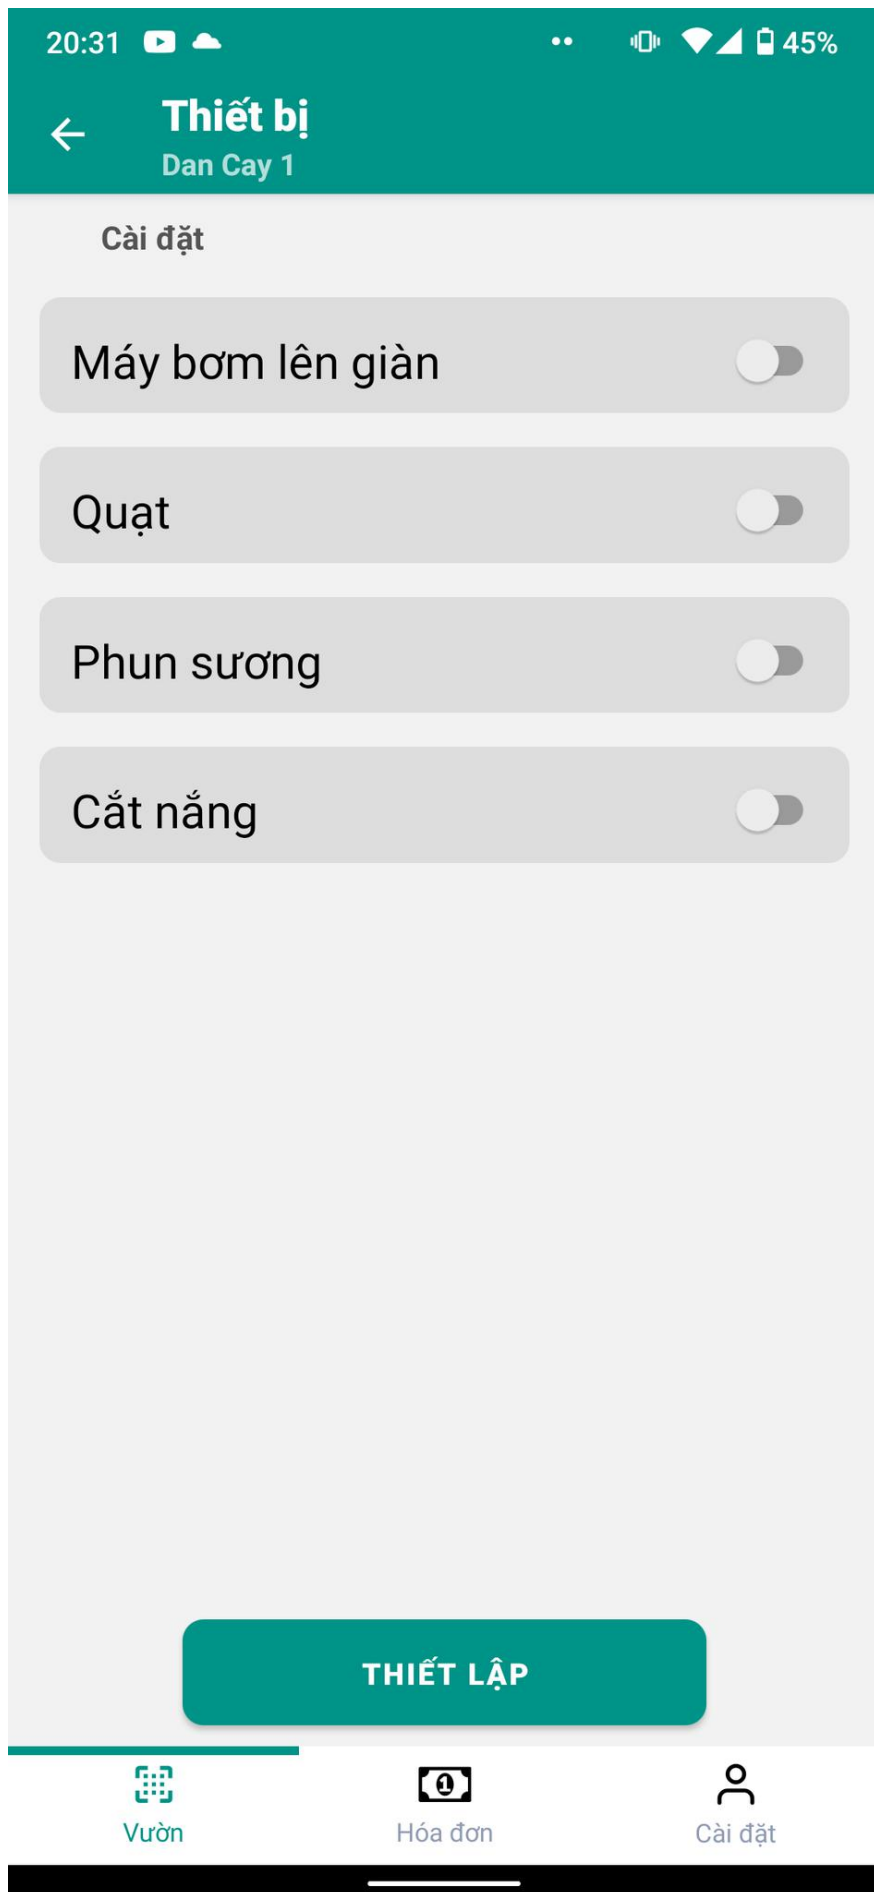 20:31 45%
Thiết bị
Dan Cay 1
Cài đặt
Máy bơm lên giàn
Quạt
Phun sương
Cắt nắng
THIẾT LẬP
Vườn Hóa đơn Cài đặt